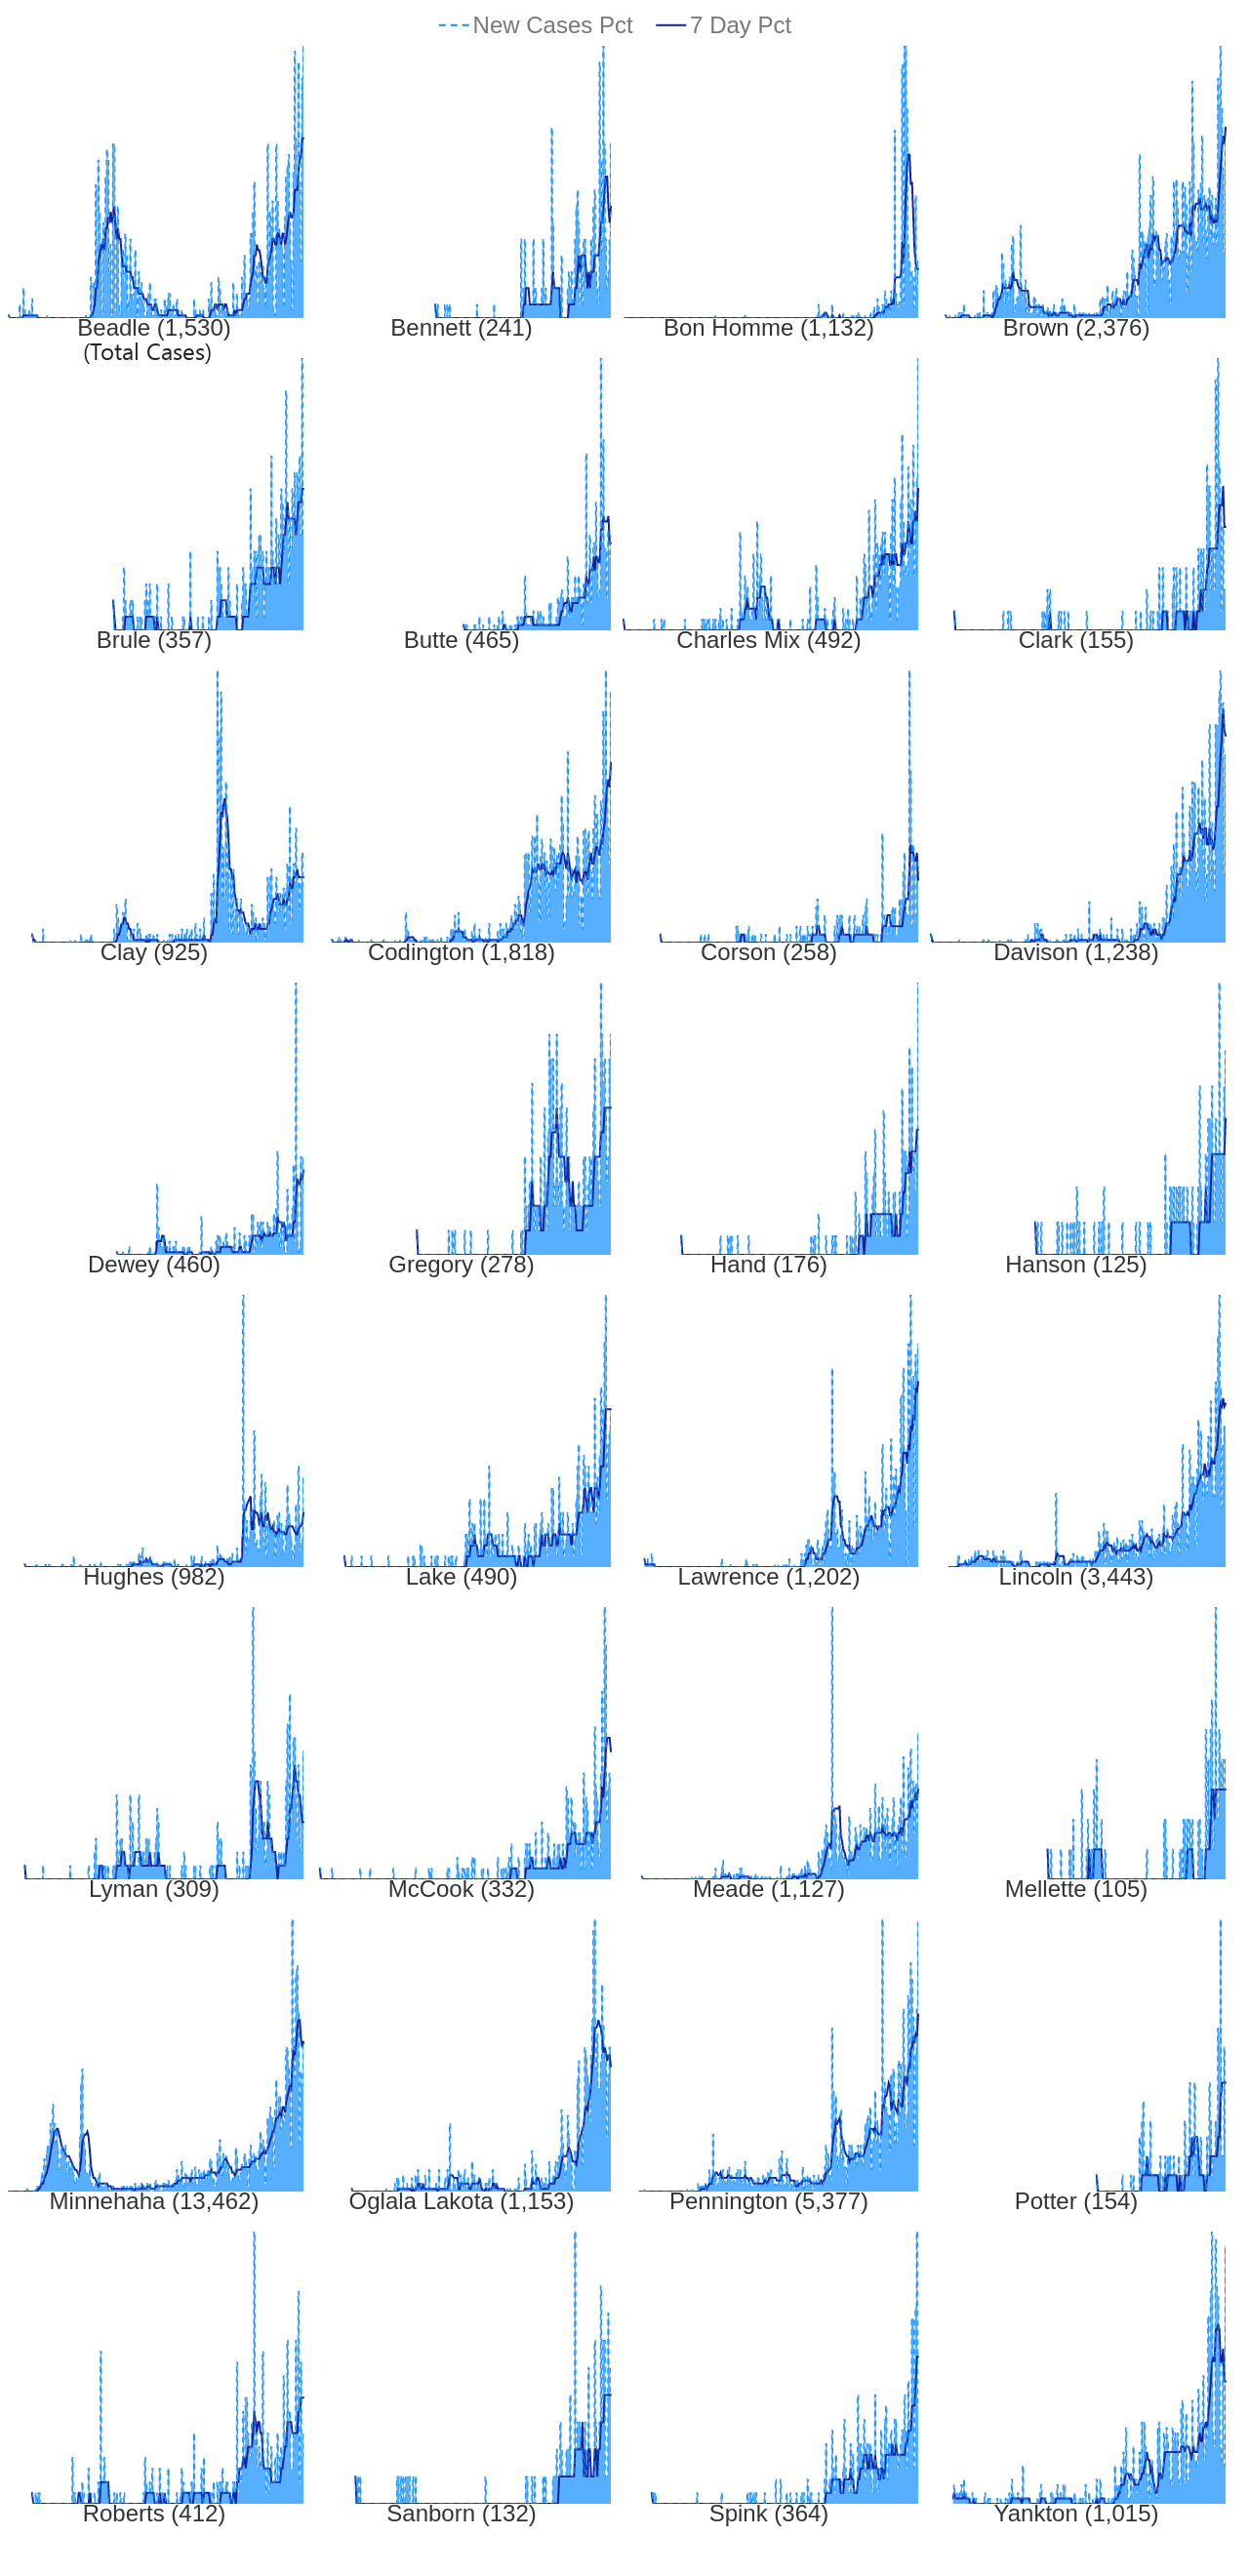 New Cases Pct 7 Day Pct
Beadle (1,530) Bennett (241) Bon Homme (1,132) Brown (2,376)
(Total Cases)
Brule (357) Butte (465) Charles Mix (492) Clark (155)
Clay (925) Codington (1,818) Corson (258) Davison (1,238)
Dewey (460) Gregory (278) Hand (176) Hanson (125)
Hughes (982) Lake (490) Lawrence (1,202) Lincoln (3,443)
Lyman (309) McCook (332) Meade (1,127) Mellette (105)
Minnehaha (13,462) Oglala Lakota (1,153) Pennington (5,377) Potter (154)
Roberts (412) Sanborn (132) Spink (364) Yankton (1,015)